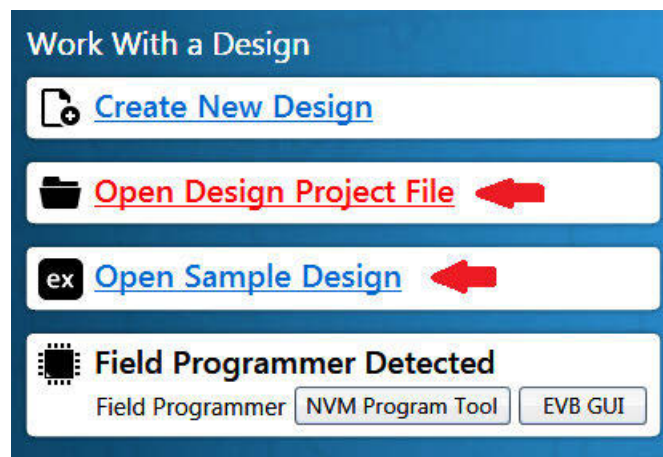 Work With a Design
Create New Design
Open Design Project File
ex Open Sample Design
Field Programmer Detected
Field Programmer NVM Program Tool EVB GUI